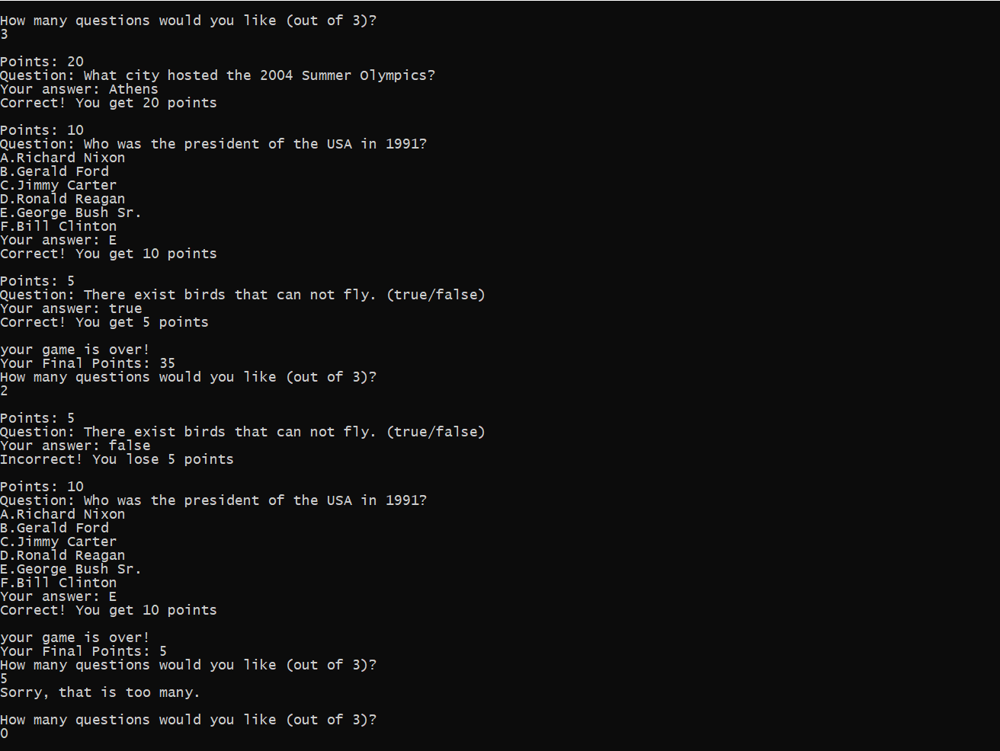 How many questions would you like (out of 3)?
3
Points: 20
Question: What city hosted the 2004 Summer Olympics?
Your answer: Athens
Correct! You get 20 points
Points: 10
Question: Who was the president of the USA in 1991?
A.Richard Nixon
B.Gerald Ford
C.Jimmy Carter
D.Ronald Reagan
E.George Bush Sr.
F.Bill Clinton
Your answer: E
Correct! You get 10 points
Points: 5
Question: There exist birds that can not fly. (true/false)
Your answer: true
Correct! You get 5 points
your game is over!
Your Final Points: 35
How many questions would you like (out of 3)?
2
Points: 5
Question: There exist birds that can not fly. (true/false)
Your answer: false
Incorrect! You lose 5 points
Points: 10
Question: Who was the president of the USA in 1991?
A.Richard Nixon
B.Gerald Ford
C.Jimmy Carter
D.Ronald Reagan
E.George Bush Sr.
F.Bill Clinton
Your answer: E
Correct! You get 10 points
your game is over!
Your Final Points: 5
How many questions would you like (out of 3)?
5
Sorry, that is too many.
How many questions would you like (out of 3)?
0